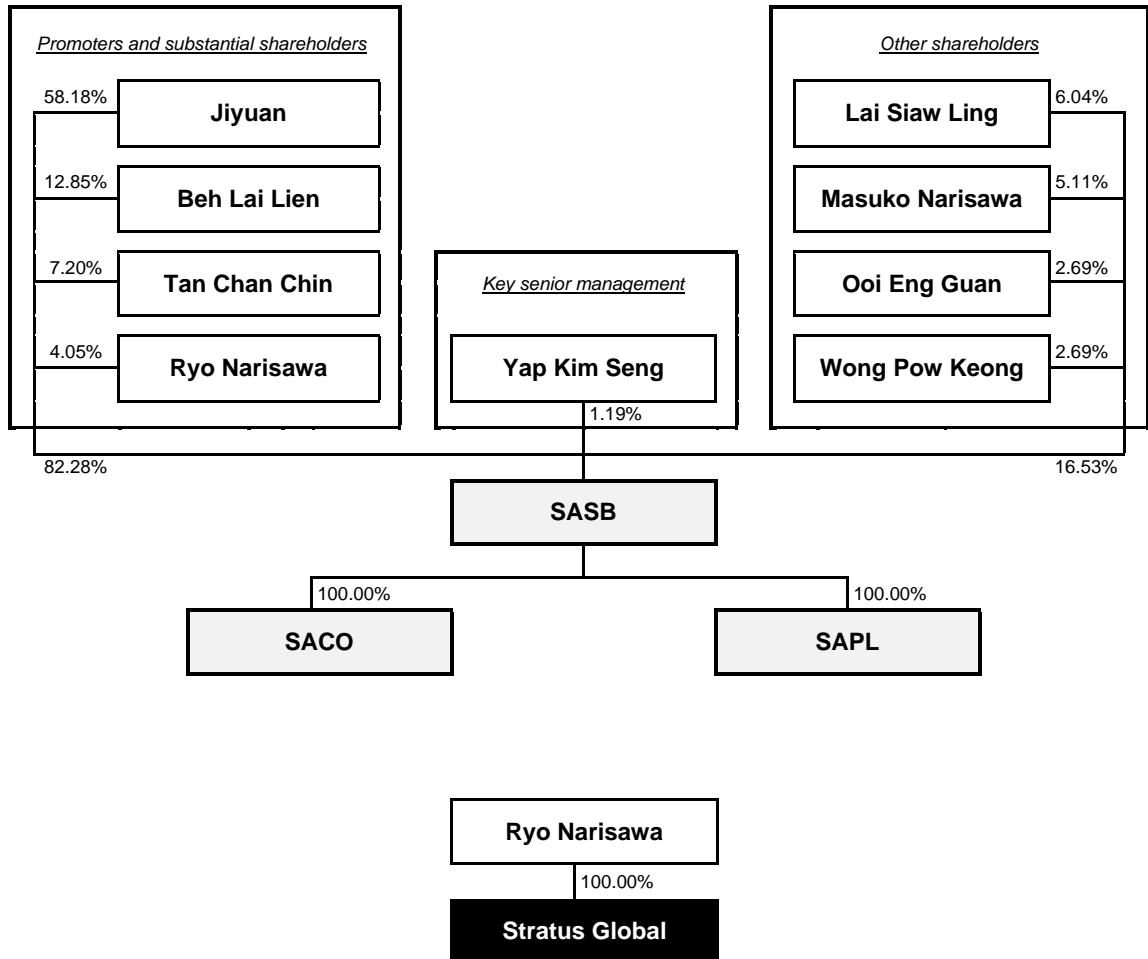 Promoters and substantial shareholders
58.18%
Jiyuan
12.85%
Beh Lai Lien
7.20%
Tan Chan Chin
4.05%
Ryo Narisawa
82.28%
Key senior management
Yap Kim Seng
1.19%
Other shareholders
Lai Siaw Ling
6.04%
Masuko Narisawa
5.11%
Ooi Eng Guan
2.69%
Wong Pow Keong
2.69%
16.53%
SASB
100.00%
SACO
100.00%
SAPL
Ryo Narisawa
100.00%
Stratus Global